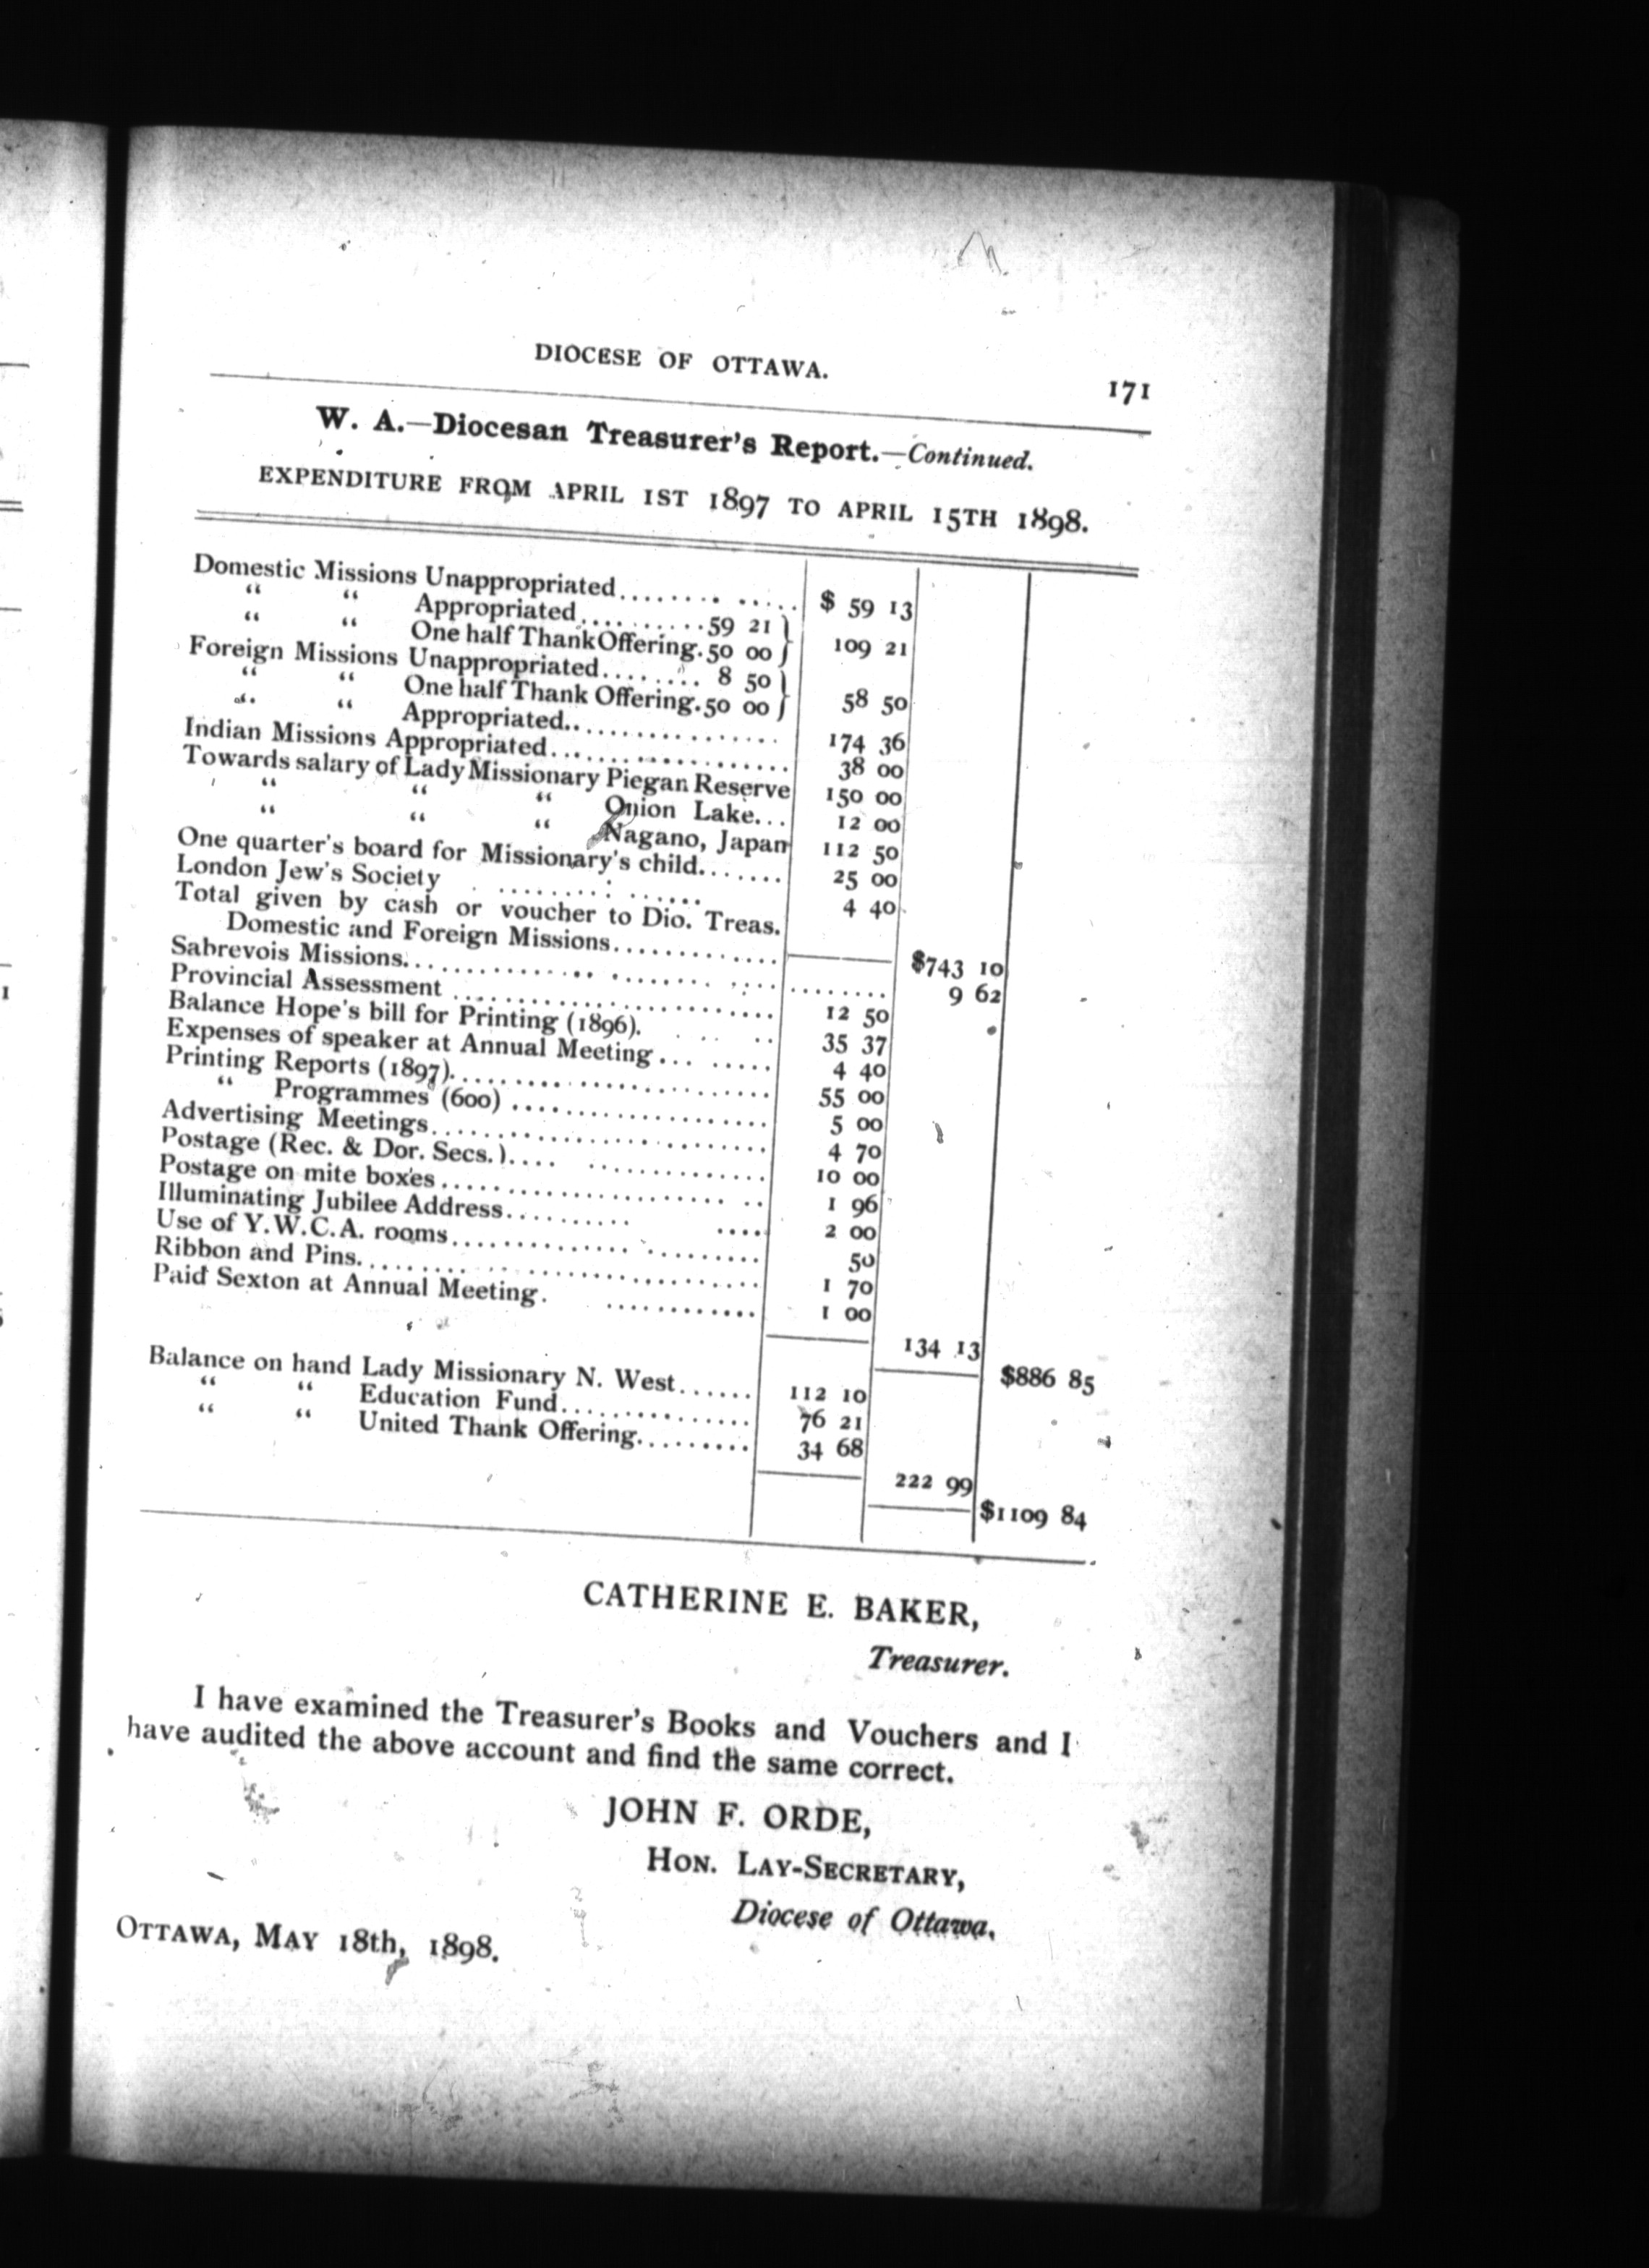 DIOCESE OF OTTAWA.
171
W. A.—Diocesan Treasurer's Report.—Continued.
EXPENDITURE FROM APRIL 1ST 1897 TO APRIL 15TH 1898.
Domestic Missions Unappropriated........ ..... $ 59 13
" " Appropriated..........59 21 }
" " One half Thank Offering.50 00 } 109 21
Foreign Missions Unappropriated........ 8 50 }
" " One half Thank Offering.50 00 } 58 50
" " Appropriated................ 174 36
Indian Missions Appropriated.................. 38 00
Towards salary of Lady Missionary Piegan Reserve 150 00
" " " Onion Lake... 12 00
" " " Nagano, Japan 112 50
One quarter's board for Missionary's child....... 25 00
London Jew's Society ................ 4 40
Total given by cash or voucher to Dio. Treas.
Domestic and Foreign Missions............ $743 10
Sabrevois Missions.......................... 9 62
Provincial Assessment ........................ 12 50
Balance Hope's bill for Printing (1896). .... 35 37
Expenses of speaker at Annual Meeting... ..... 4 40
Printing Reports (1897)........................ 55 00
" Programmes (600) .................... 5 00
Advertising Meetings.......................... 4 70
Postage (Rec. & Dor. Secs.).... ............. 10 00
Postage on mite boxes........................ 1 96
Illuminating Jubilee Address.......... .... 2 00
Use of Y.W.C.A. rooms...................... 50
Ribbon and Pins............................ 1 70
Paid Sexton at Annual Meeting. ............ 1 00
134 13
$886 85
Balance on hand Lady Missionary N. West...... 112 10
" " Education Fund............... 76 21
" " United Thank Offering......... 34 68
222 99
$1109 84
CATHERINE E. BAKER,
Treasurer.
I have examined the Treasurer's Books and Vouchers and I
have audited the above account and find the same correct.
JOHN F. ORDE,
HON. LAY-SECRETARY,
Diocese of Ottawa.
OTTAWA, MAY 18th, 1898.